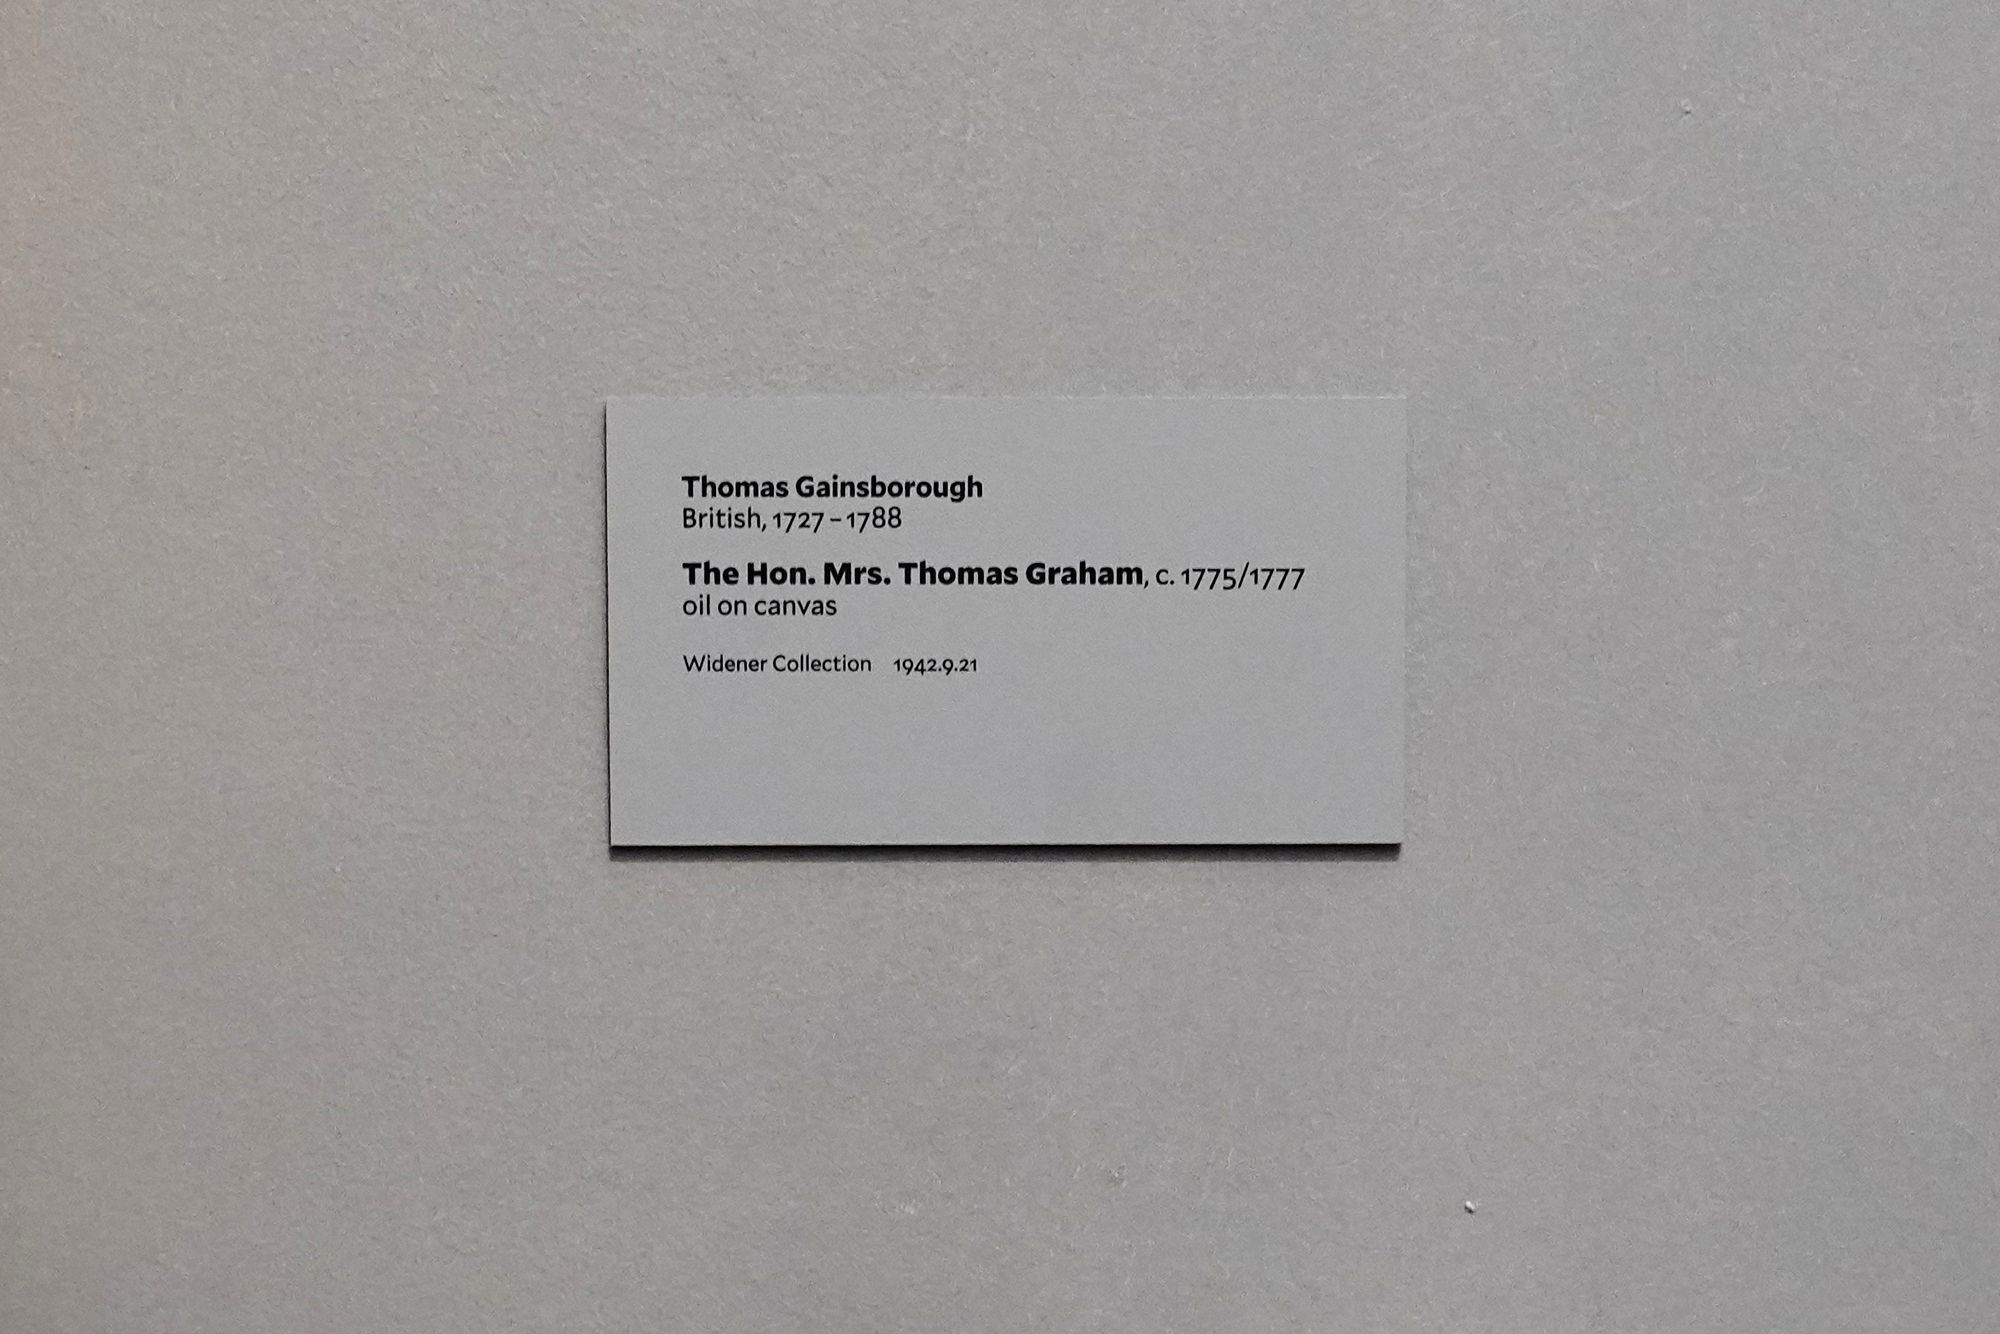 Thomas Gainsborough
British, 1727 – 1788
The Hon. Mrs. Thomas Graham, c. 1775/1777
oil on canvas
Widener Collection 1942.9.21